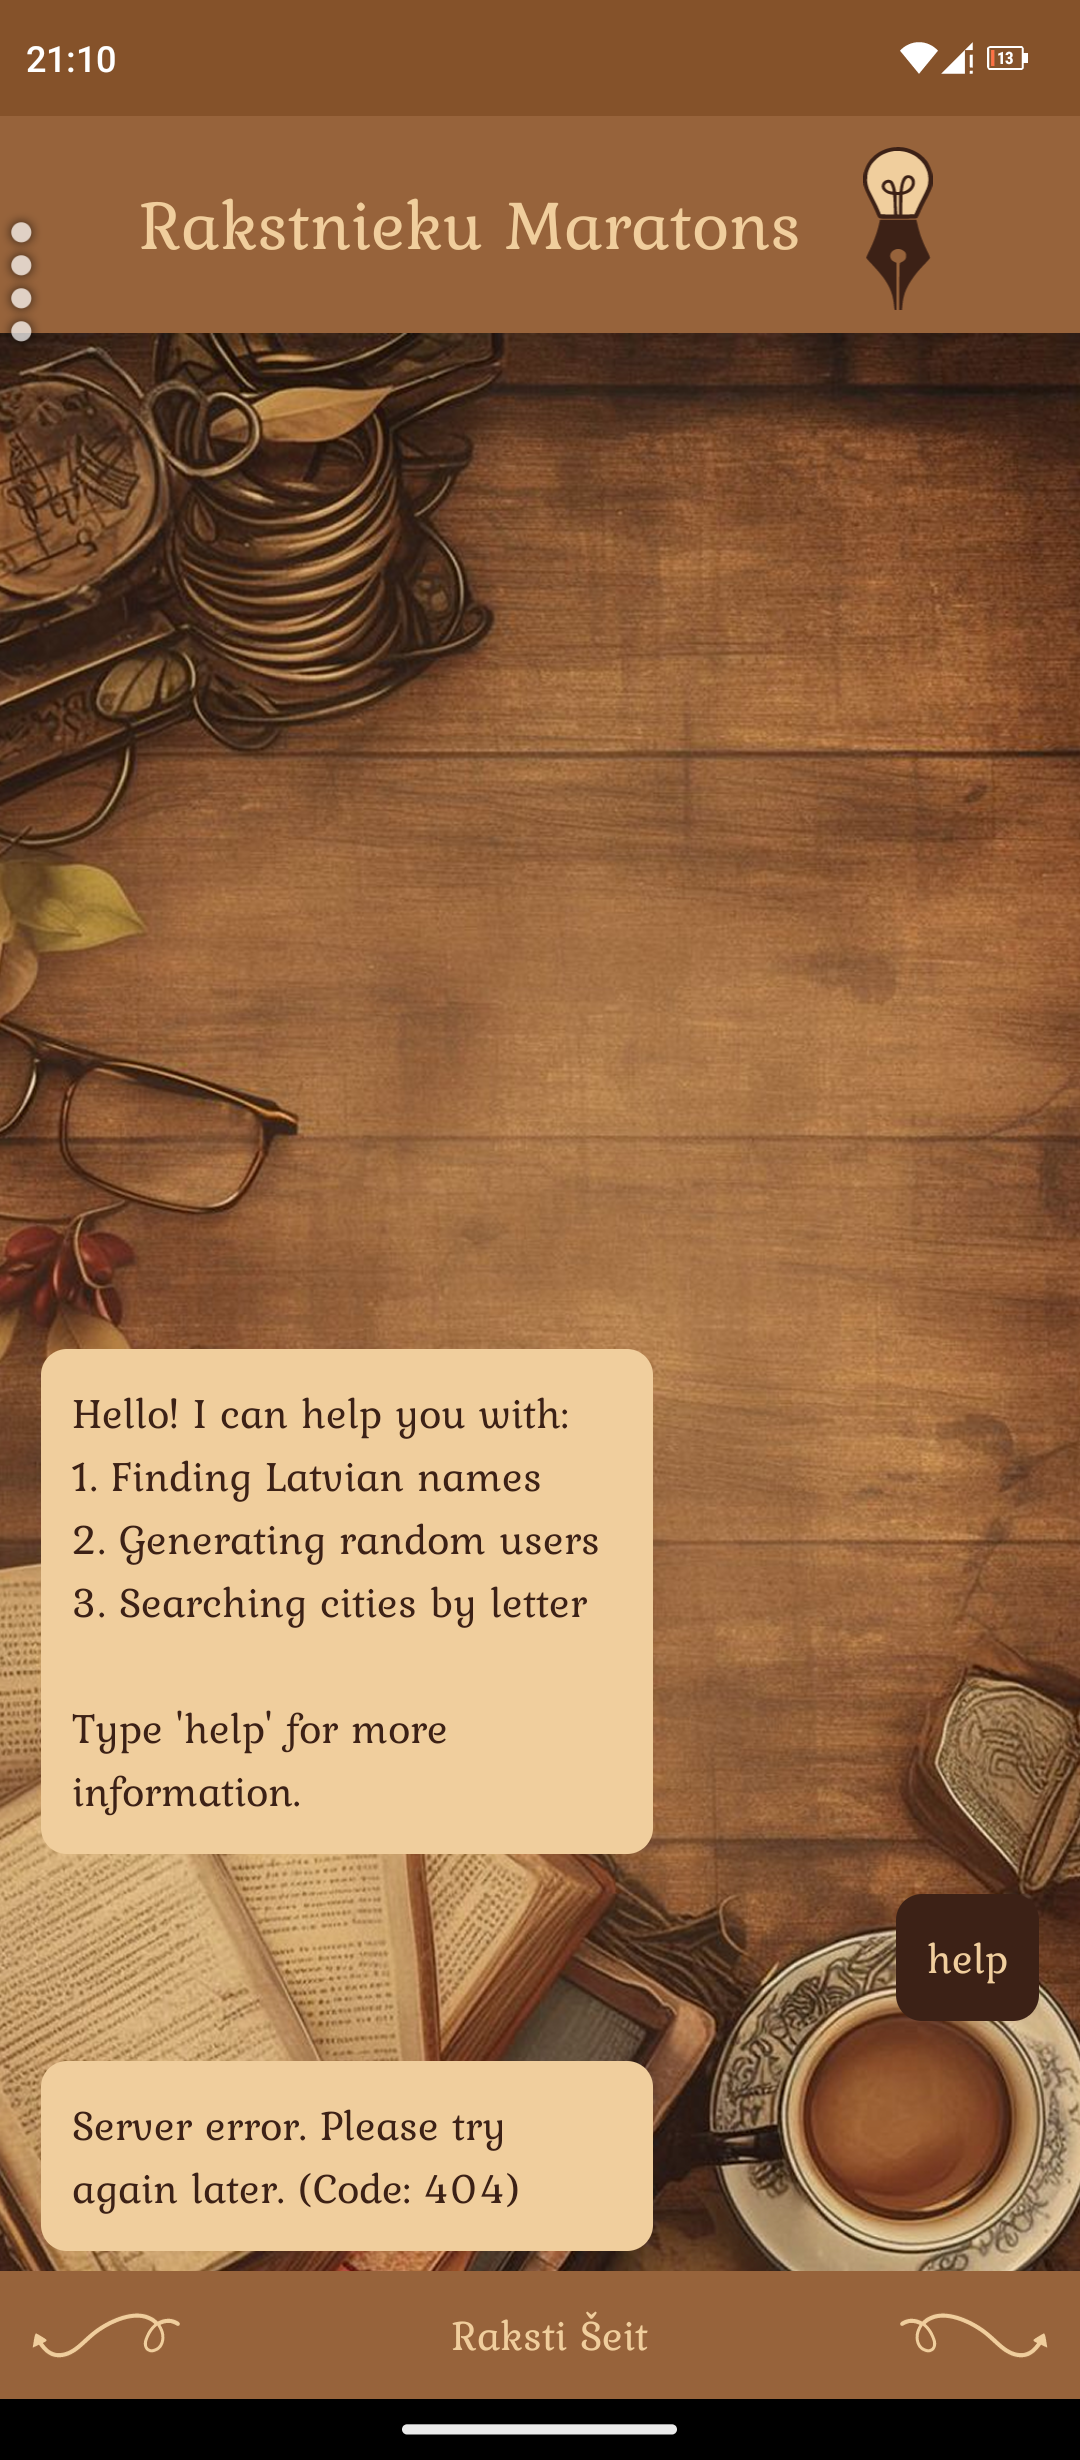 21:10
13
Rakstnieku Maratons
Hello! I can help you with:
1. Finding Latvian names
2. Generating random users
3. Searching cities by letter
Type 'help' for more
information.
help
Server error. Please try
again later. (Code: 404)
Raksti Šeit